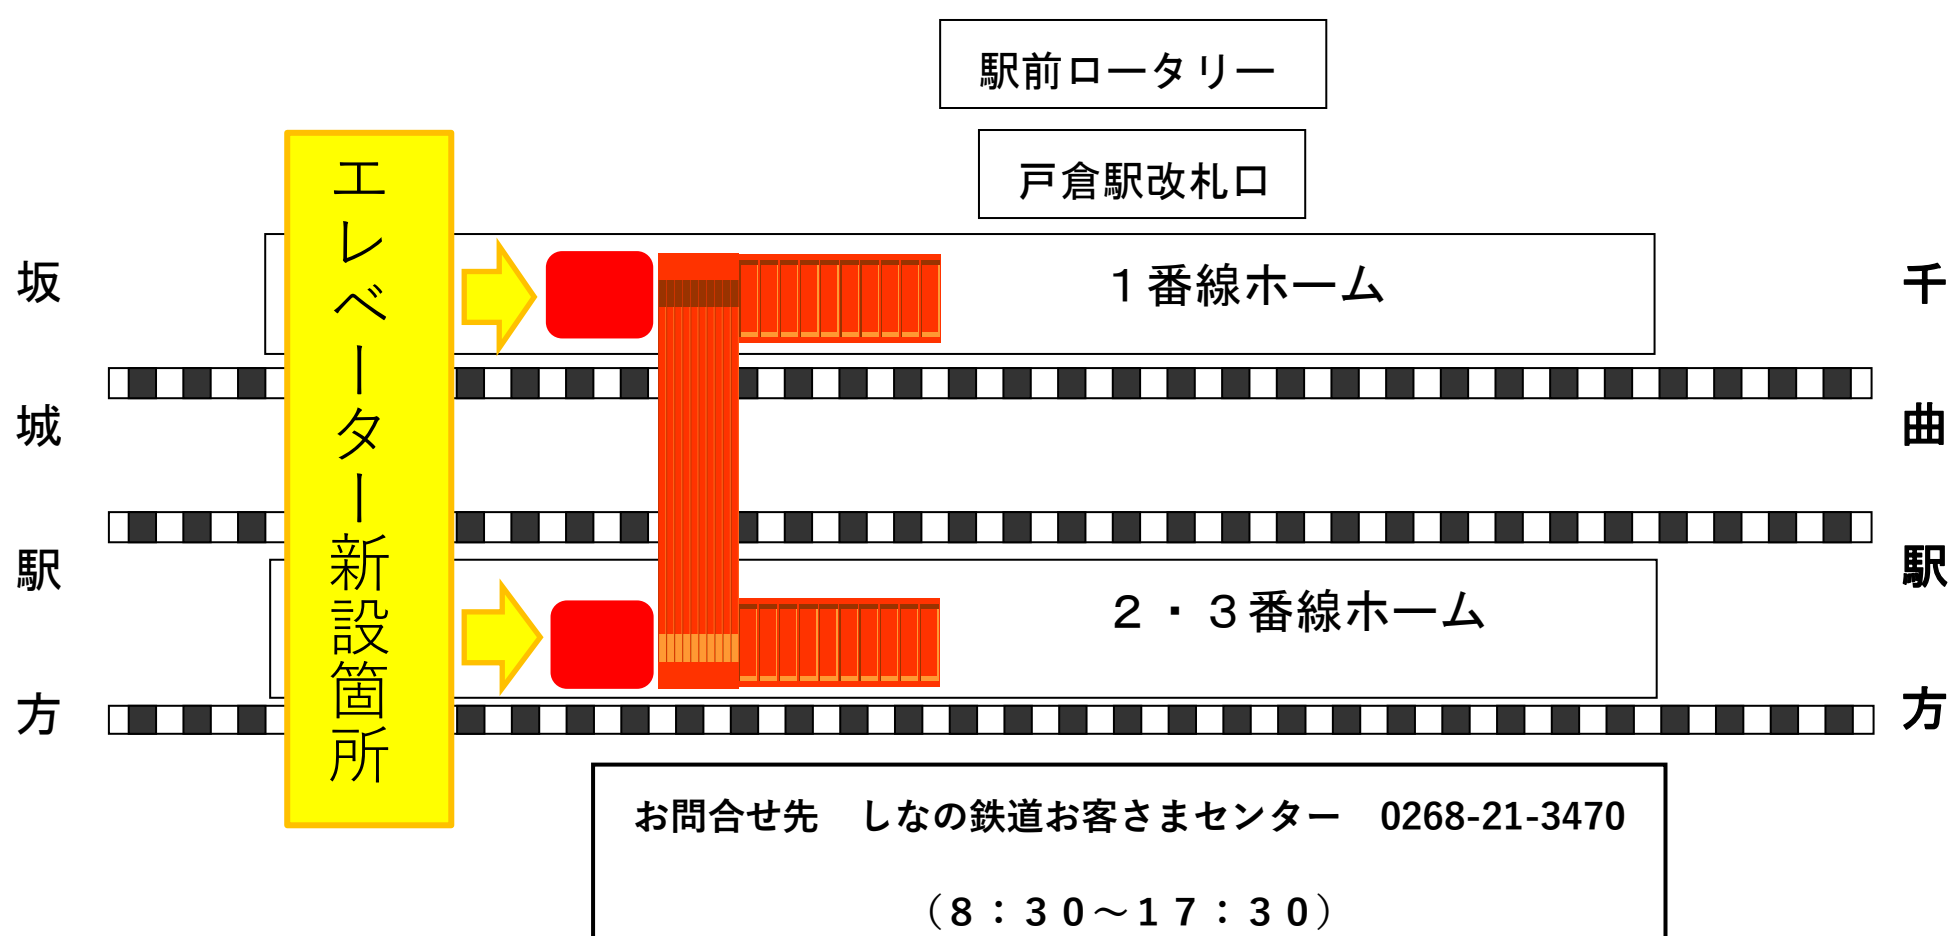 駅前ロータリー
戸倉駅改札口
エレベーター新設箇所
坂城駅方
１番線ホーム
千曲駅方
２・３番線ホーム
お問合せ先　しなの鉄道お客さまセンター　0268-21-3470
（８：３０～１７：３０）